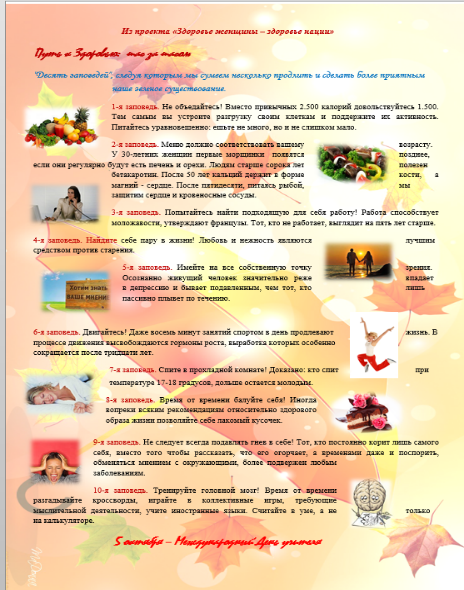 Из проекта «Здоровье женщины – здоровье нации»
Путь к Здоровью: шаг за шагом
"Десять заповедей", следуя которым мы сумеем несколько продлить и сделать более приятным
наше земное существование.
1-я заповедь. Не объедайтесь! Вместо привычных 2.500 калорий довольствуйтесь 1.500.
Тем самым вы устроите разгрузку своим клеткам и поддержите их активность.
Питайтесь уравновешенно: ешьте не много, но и не слишком мало.
2-я заповедь. Меню должно соответствовать вашему возрасту.
У 30-летних женщин первые морщинки появятся позднее,
если они регулярно будут есть печень и орехи. Людям старше сорока лет полезен
бетакаротин. После 50 лет кальций держит в форме кости, а
магний - сердце. После пятидесяти, питаясь рыбой, мы
защитим сердце и кровеносные сосуды.
3-я заповедь. Попытайтесь найти подходящую для себя работу! Работа способствует
моложавости, утверждают французы. Тот, кто не работает, выглядит на пять лет старше.
4-я заповедь. Найдите себе пару в жизни! Любовь и нежность являются лучшим
средством против старения.
5-я заповедь. Имейте на все собственную точку зрения.
Осознанно живущий человек значительно реже впадает
в депрессию и бывает подавленным, чем тот, кто лишь
пассивно плывет по течению.
ХОТИМ ЗНАТЬ
ВАШЕ МНЕНИЕ
6-я заповедь. Двигайтесь! Даже восемь минут занятий спортом в день продлевают жизнь. В
процессе движения высвобождаются гормоны роста, выработка которых особенно
сокращается после тридцати лет.
7-я заповедь. Спите в прохладной комнате! Доказано: кто спит при
температуре 17-18 градусов, дольше остается молодым.
8-я заповедь. Время от времени балуйте себя! Иногда
вопреки всяким рекомендациям относительно здорового
образа жизни позволяйте себе лакомый кусочек.
9-я заповедь. Не следует всегда подавлять гнев в себе! Тот, кто постоянно корит лишь самого
себя, вместо того чтобы рассказать, что его огорчает, а временами даже и поспорить,
обменяться мнением с окружающими, более подвержен любым
заболеваниям.
10-я заповедь. Тренируйте головной мозг! Время от времени
разгадывайте кроссворды, играйте в коллективные игры, требующие
мыслительной деятельности, учите иностранные языки. Считайте в уме, а не только
на калькуляторе.
5 октября – Международный День учителя